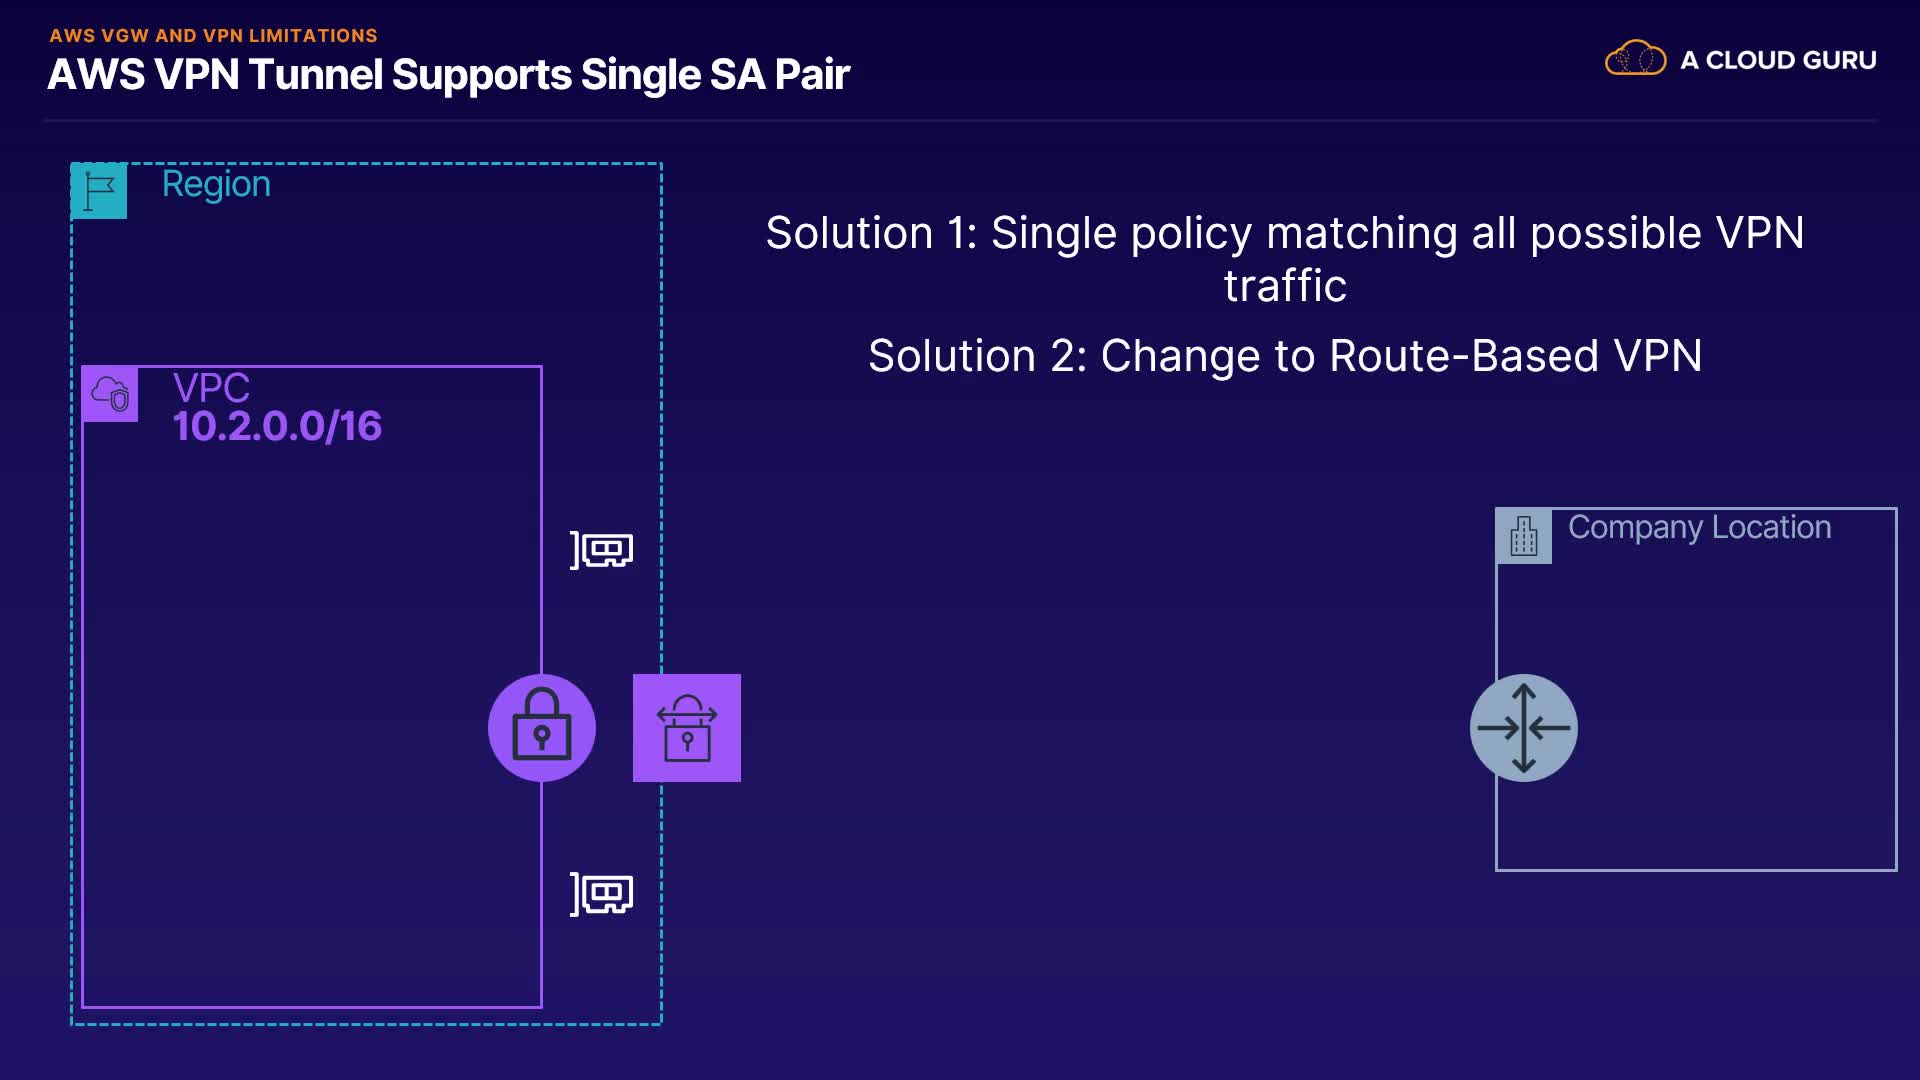 AWS VGW AND VPN LIMITATIONS
AWS VPN Tunnel Supports Single SA Pair
A CLOUD GURU
Region
Solution 1: Single policy matching all possible VPN
traffic
Solution 2: Change to Route-Based VPN
VPC
10.2.0.0/16
Company Location